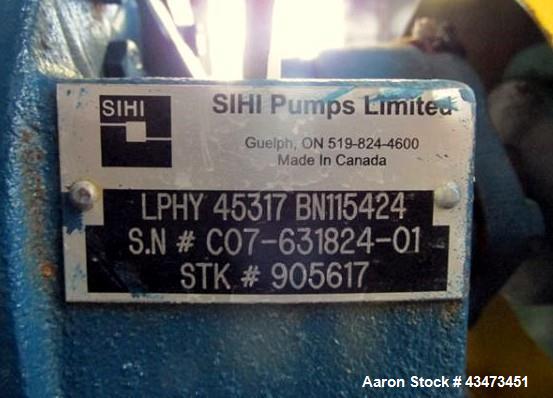 SIHI
SIHI Pumps Limited
Guelph, ON 519-824-4600
Made In Canada
LPHY 45317 BN115424
S.N # C07-631824-01
STK # 905617
Aaron Stock # 43473451